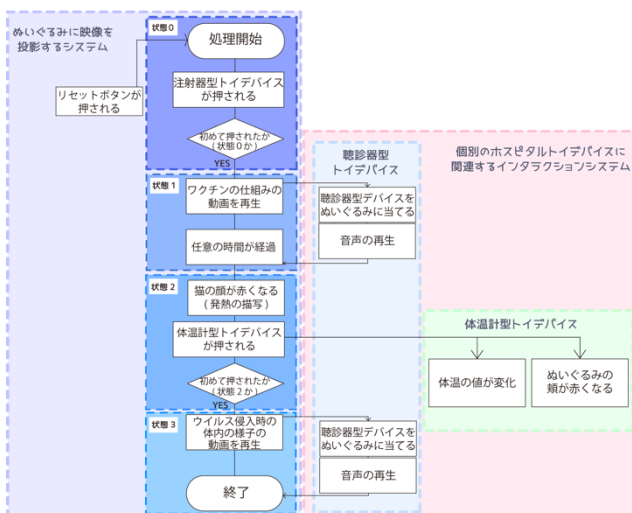 ぬいぐるみに映像を
投影するシステム
状態0
処理開始
注射器型トイデバイス
が押される
リセットボタンが
押される
初めて押されたか
(状態0か)
YES
状態1
ワクチンの仕組みの
動画を再生
任意の時間が経過
状態2
猫の顔が赤くなる
(発熱の描写)
体温計型トイデバイス
が押される
初めて押されたか
(状態2か)
YES
状態3
ウイルス侵入時の
体内の様子の
動画を再生
終了
個別のホスピタルトイデバイスに
関連するインタラクションシステム
聴診器型
トイデバイス
聴診器型デバイスを
ぬいぐるみに当てる
音声の再生
聴診器型デバイスを
ぬいぐるみに当てる
音声の再生
体温計型トイデバイス
体温の値が変化
ぬいぐるみの
頬が赤くなる